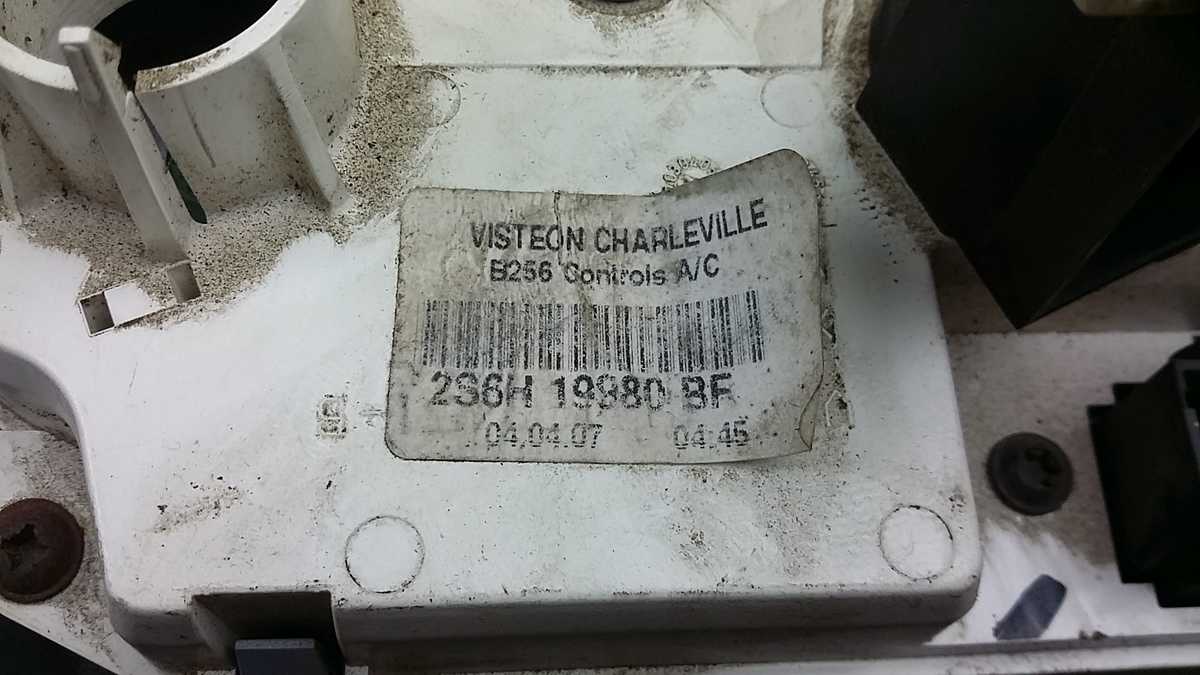 VISTEON CHARLEVILLE
B256 Controls A/C
2S6H 19980 BF
04.04.07 04:45